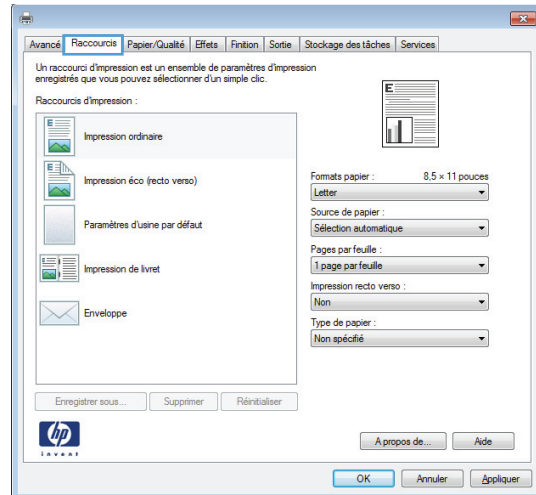 Avancé Raccourcis Papier/Qualité Effets Finition Sortie Stockage des tâches Services
Un raccourci d'impression est un ensemble de paramètres d'impression
enregistrés que vous pouvez sélectionner d'un simple clic.
Raccourcis d'impression :
Impression ordinaire
Impression éco (recto verso)
Paramètres d'usine par défaut
Impression de livret
Enveloppe
E
E
E
Formats papier : 8,5 × 11 pouces
Letter
Source de papier :
Sélection automatique
Pages par feuille :
1 page par feuille
Impression recto verso :
Non
Type de papier :
Non spécifié
Enregistrer sous... Supprimer Réinitialiser
hp
invent
A propos de... Aide
OK Annuler Appliquer